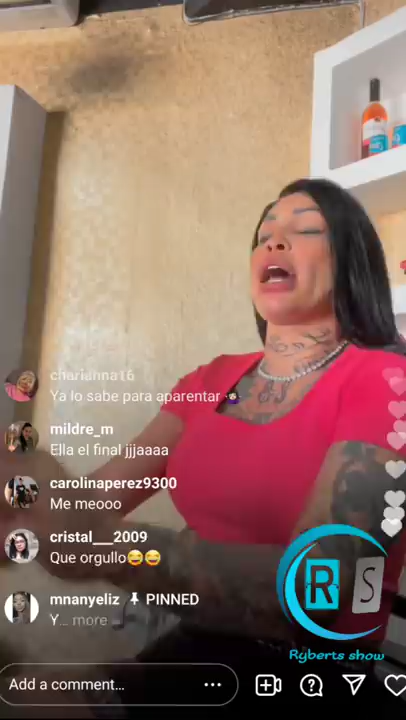 charianna16
Ya lo sabe para aparentar
mildre_m
Ella el final jjjaaaa
carolinaperez9300
Me meooo
cristal___2009
Que orgullo😂😂
mnanyeliz PINNED
Y... more
R S
Ryberts show
Add a comment...